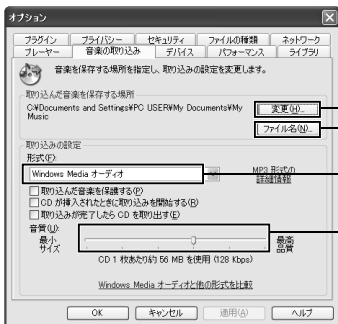 オプション
プラグイン プライバシー セキュリティ ファイルの種類 ネットワーク
プレーヤー 音楽の取り込み デバイス パフォーマンス ライブラリ
音楽を保存する場所を指定し、取り込みの設定を変更します。
取り込んだ音楽を保存する場所
C:¥Documents and Settings¥PC USER¥My Documents¥My
Music
変更(H)...
ファイル名(N)...
取り込みの設定
形式(F):
Windows Media オーディオ
MP3 形式の
詳細情報
取り込んだ音楽を保護する(P)
CD が挿入されたときに取り込みを開始する(R)
取り込みが完了したら CD を取り出す(E)
音質(U):
最小
サイズ
最高
品質
CD 1 枚あたり約 56 MB を使用 (128 Kbps)
Windows Media オーディオと他の形式を比較
OK キャンセル 適用(A) ヘルプ